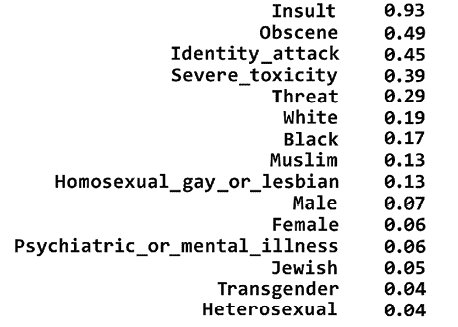 Insult 0.93
Obscene 0.49
Identity_attack 0.45
Severe_toxicity 0.39
Threat 0.29
White 0.19
Black 0.17
Muslim 0.13
Homosexual_gay_or_lesbian 0.13
Male 0.07
Female 0.06
Psychiatric_or_mental_illness 0.06
Jewish 0.05
Transgender 0.04
Heterosexual 0.04